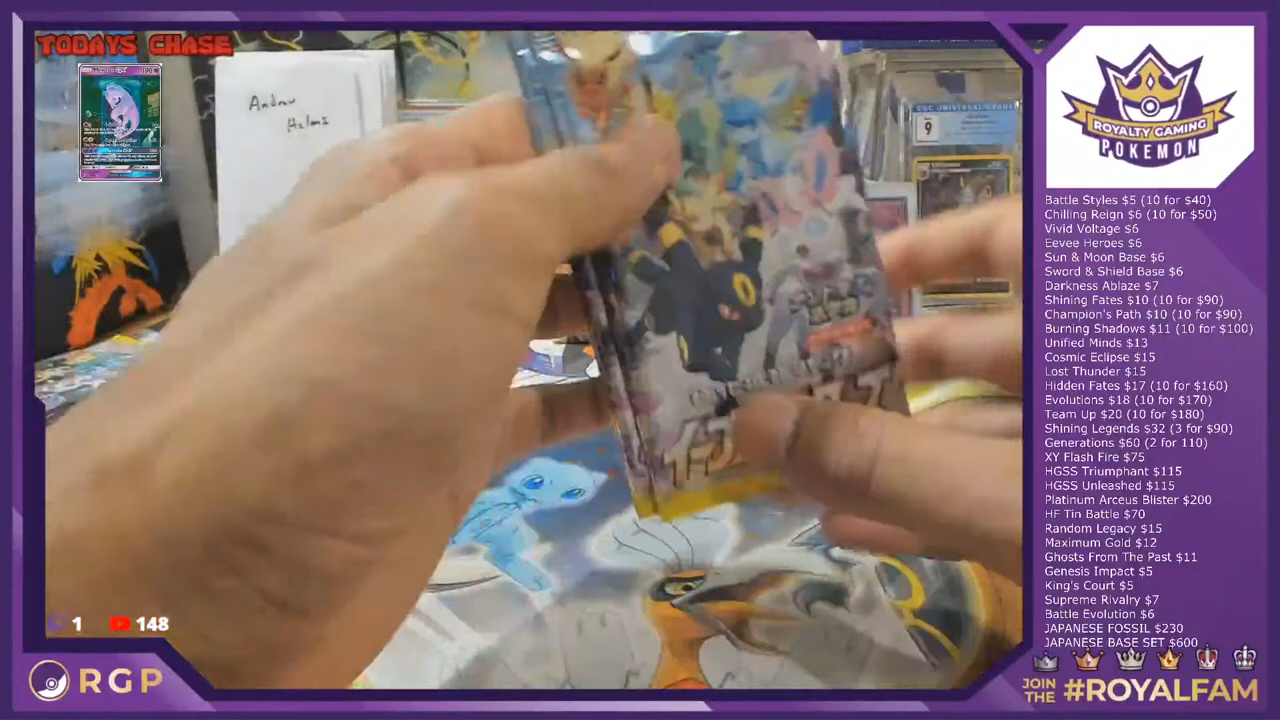 TODAYS CHASE
Andrew
Helms
CGC UNIVERSAL GRADE
9
ROYALTY GAMING
POKEMON
Battle Styles $5 (10 for $40)
Chilling Reign $6 (10 for $50)
Vivid Voltage $6
Eevee Heroes $6
Sun & Moon Base $6
Sword & Shield Base $6
Darkness Ablaze $7
Shining Fates $10 (10 for $90)
Champion's Path $10 (10 for $90)
Burning Shadows $11 (10 for $100)
Unified Minds $13
Cosmic Eclipse $15
Lost Thunder $15
Hidden Fates $17 (10 for $160)
Evolutions $18 (10 for $170)
Team Up $20 (10 for $180)
Shining Legends $32 (3 for $90)
Generations $60 (2 for 110)
XY Flash Fire $75
HGSS Triumphant $115
HGSS Unleashed $115
Platinum Arceus Blister $200
HF Tin Battle $70
Random Legacy $15
Maximum Gold $12
Ghosts From The Past $11
Genesis Impact $5
King's Court $5
Supreme Rivalry $7
Battle Evolution $6
JAPANESE FOSSIL $230
JAPANESE BASE SET $600
1 148
RGP
JOIN
THE #ROYALFAM